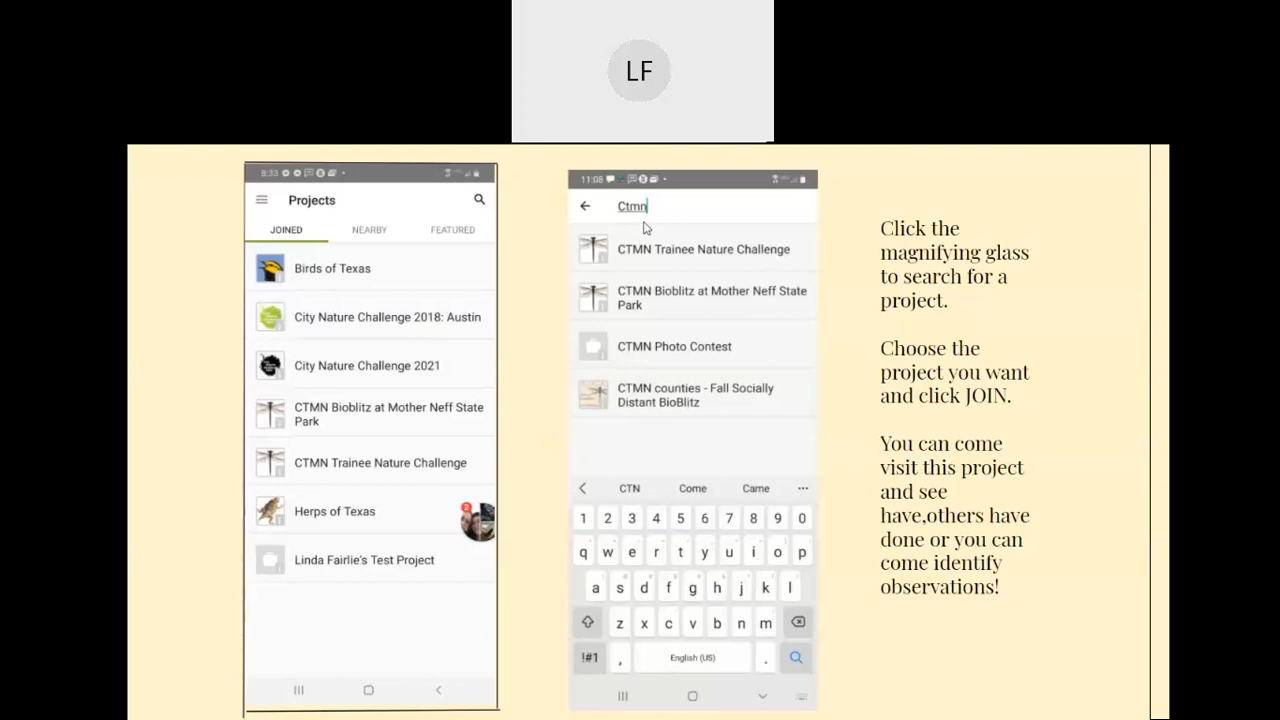 LF
8:33
Projects
JOINED NEARBY FEATURED
Birds of Texas
City Nature Challenge 2018: Austin
City Nature Challenge 2021
CTMN Bioblitz at Mother Neff State
Park
CTMN Trainee Nature Challenge
Herps of Texas
2
Linda Fairlie's Test Project
11:08
Ctmn
CTMN Trainee Nature Challenge
CTMN Bioblitz at Mother Neff State
Park
CTMN Photo Contest
CTMN counties - Fall Socially
Distant BioBlitz
CTN Come Came
1 2 3 4 5 6 7 8 9 0
q w e r t y u i o p
a s d f g h j k l
z x c v b n m
!#1 , English (US) .
Click the
magnifying glass
to search for a
project.
Choose the
project you want
and click JOIN.
You can come
visit this project
and see
have,others have
done or you can
come identify
observations!